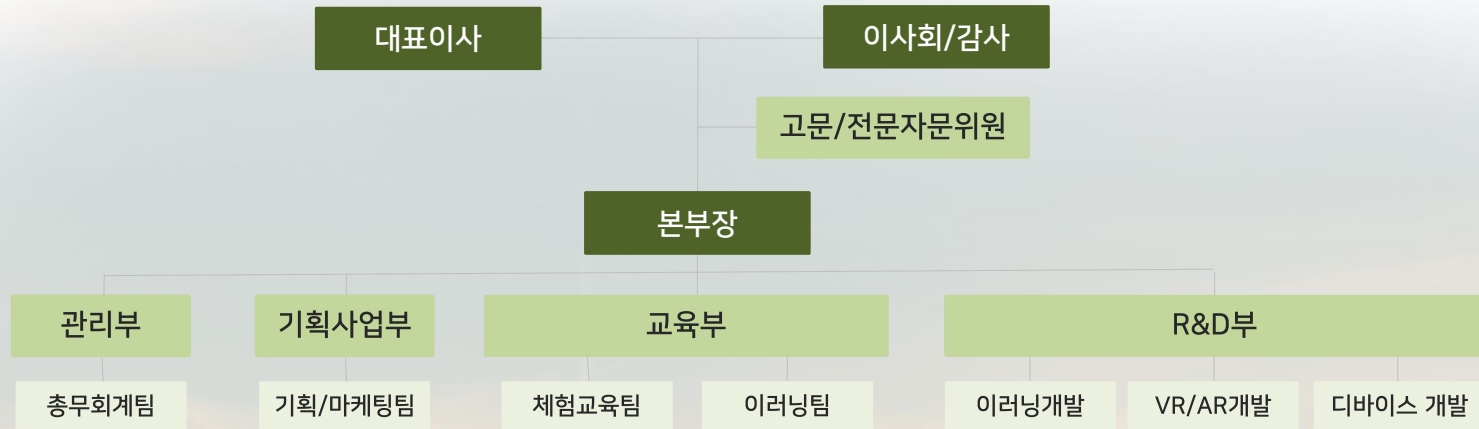 대표이사
이사회/감사
고문/전문자문위원
본부장
관리부
기획사업부
교육부
R&D부
총무회계팀
기획/마케팅팀
체험교육팀
이러닝팀
이러닝개발
VR/AR개발
디바이스 개발